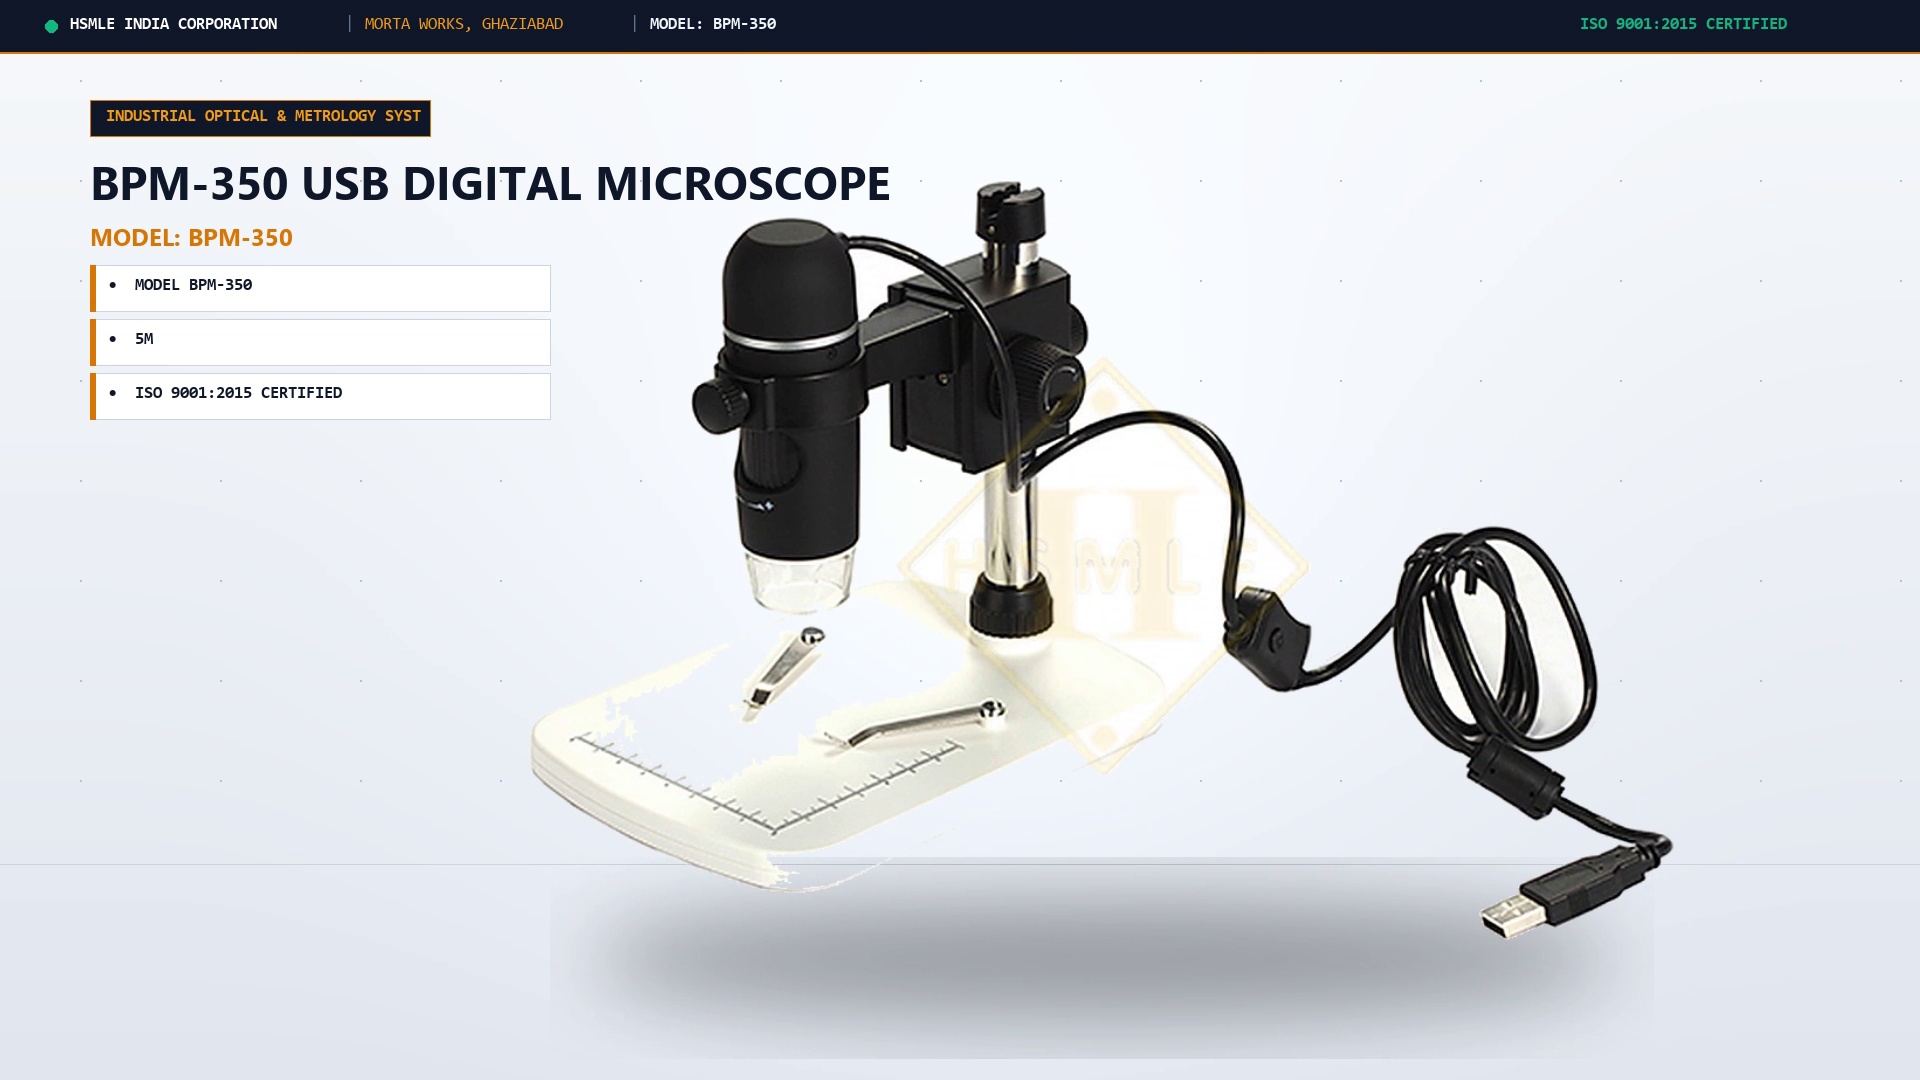 HSMLE INDIA CORPORATION | MORTA WORKS, GHAZIABAD | MODEL: BPM-350 ISO 9001:2015 CERTIFIED
INDUSTRIAL OPTICAL & METROLOGY SYST
BPM-350 USB DIGITAL MICROSCOPE
MODEL: BPM-350
• MODEL BPM-350
• 5M
• ISO 9001:2015 CERTIFIED
H
HSMLE